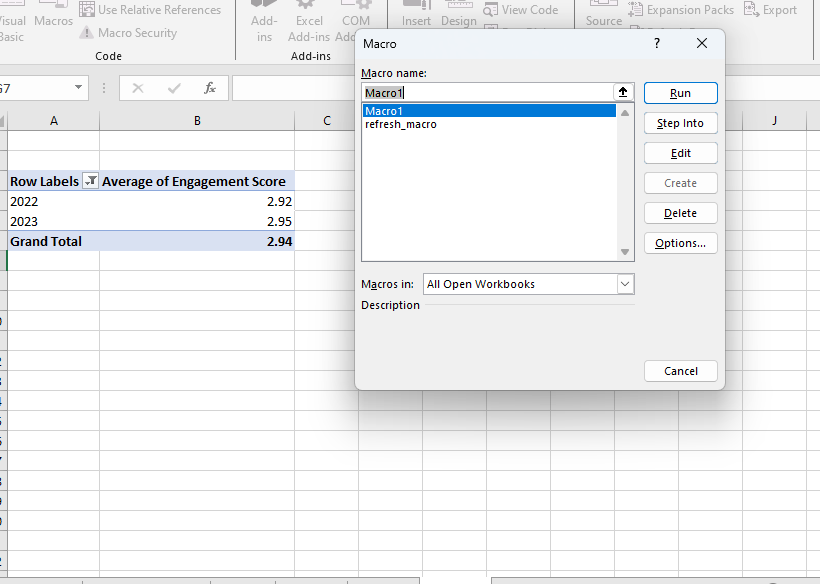 Visual Basic
Macros
Use Relative References
Macro Security
Code
Add-ins
Excel Add-ins
COM
Add-ins
Insert
Design
View Code
Source
Expansion Packs
Export
Macro
?
Macro name:
Macro1
Macro1
refresh_macro
Run
Step Into
Edit
Create
Delete
Options...
Macros in:
All Open Workbooks
Description
Cancel
G7
fx
A B C J
Row Labels Average of Engagement Score
2022 2.92
2023 2.95
Grand Total 2.94